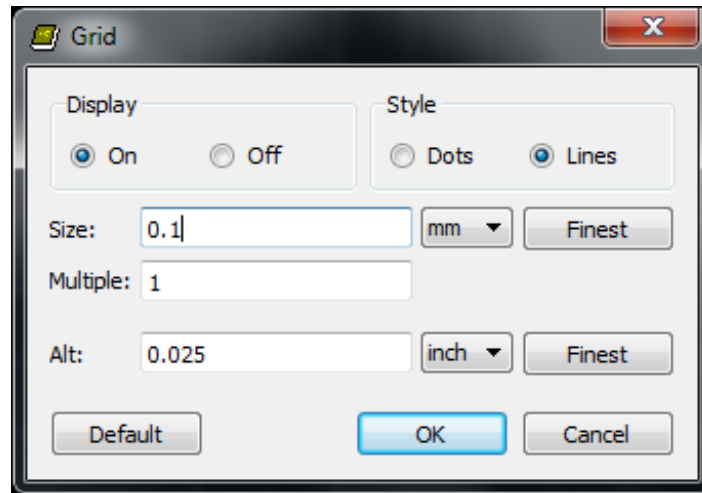 Grid
Display
Style
On Off
Dots Lines
Size: 0.1 mm Finest
Multiple: 1
Alt: 0.025 inch Finest
Default OK Cancel